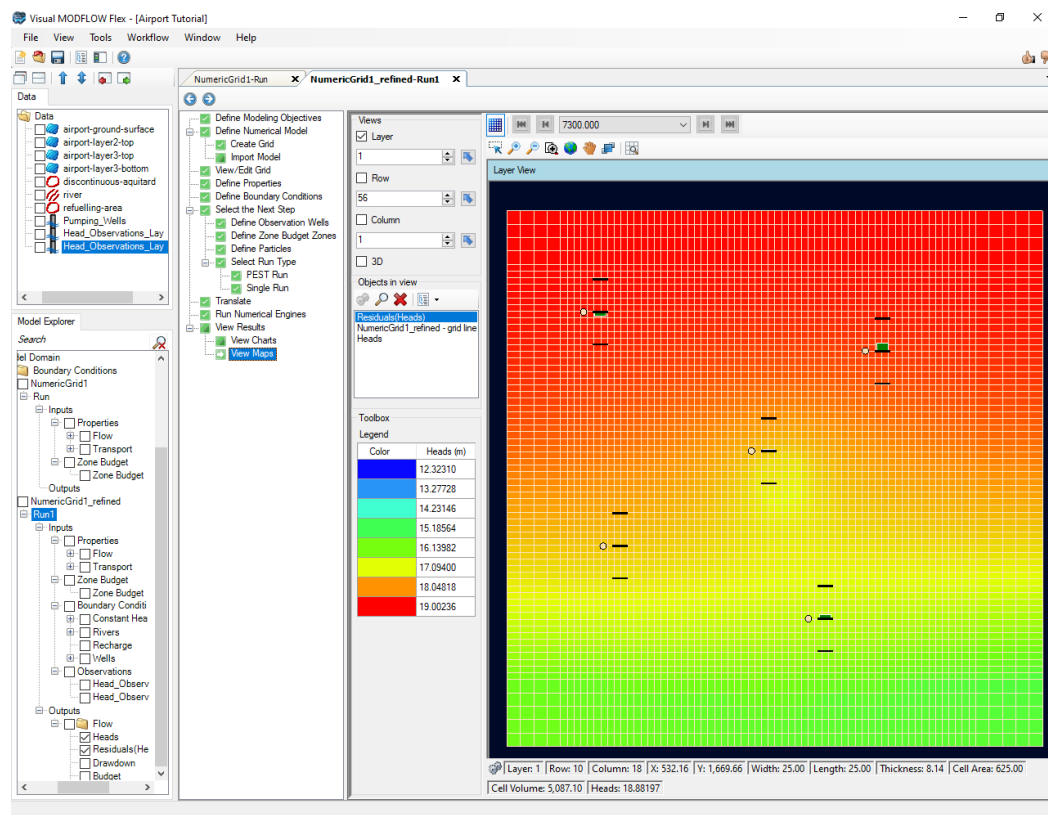 Visual MODFLOW Flex - [Airport Tutorial]
File View Tools Workflow Window Help
Data
Data
airport-ground-surface
airport-layer2-top
airport-layer3-top
airport-layer3-bottom
discontinuous-aquitard
river
refuelling-area
Pumping_Wells
Head_Observations_Lay
Head_Observations_Lay
Model Explorer
Search
del Domain
Boundary Conditions
NumericGrid1
Run
Inputs
Properties
Flow
Transport
Zone Budget
Zone Budget
Outputs
NumericGrid1_refined
Run1
Inputs
Properties
Flow
Transport
Zone Budget
Zone Budget
Boundary Conditi
Constant Hea
Rivers
Recharge
Wells
Observations
Head_Observ
Head_Observ
Outputs
Flow
Heads
Residuals(He
Drawdown
Budget
NumericGrid1-Run X NumericGrid1_refined-Run1 X
Define Modeling Objectives
Define Numerical Model
Create Grid
Import Model
View/Edit Grid
Define Properties
Define Boundary Conditions
Select the Next Step
Define Observation Wells
Define Zone Budget Zones
Define Particles
Select Run Type
PEST Run
Single Run
Translate
Run Numerical Engines
View Results
View Charts
View Maps
Views
Layer
1
Row
56
Column
1
3D
Objects in view
Residuals(Heads)
NumericGrid1_refined - grid line
Heads
Toolbox
Legend
Color Heads (m)
12.32310
13.27728
14.23146
15.18564
16.13982
17.09400
18.04818
19.00236
7300.000
Layer View
Layer: 1 Row: 10 Column: 18 X: 532.16 Y: 1,669.66 Width: 25.00 Length: 25.00 Thickness: 8.14 Cell Area: 625.00
Cell Volume: 5,087.10 Heads: 18.88197